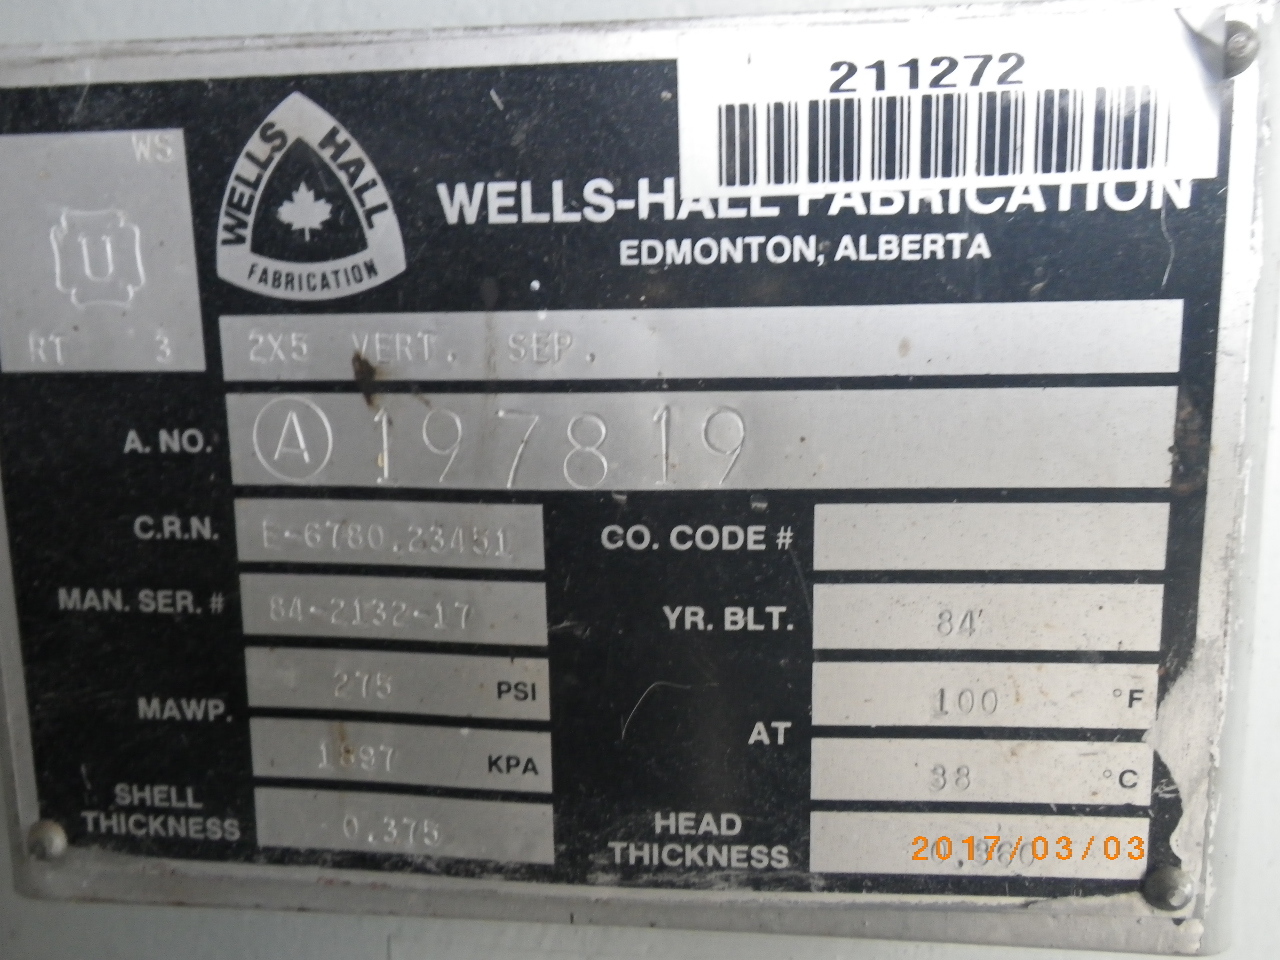 211272
WS
U
RT 3
WELLS HALL
FABRICATION
WELLS-HALL FABRICATION
EDMONTON, ALBERTA
2X5 VERT. SEP.
A. NO. A 197819
C.R.N. E-6780.23451
CO. CODE #
MAN. SER. # 84-2132-17
YR. BLT. 84'
MAWP. 275 PSI
1897 KPA
AT 100 °F
38 °C
SHELL THICKNESS 0.375
HEAD THICKNESS
2017/03/03